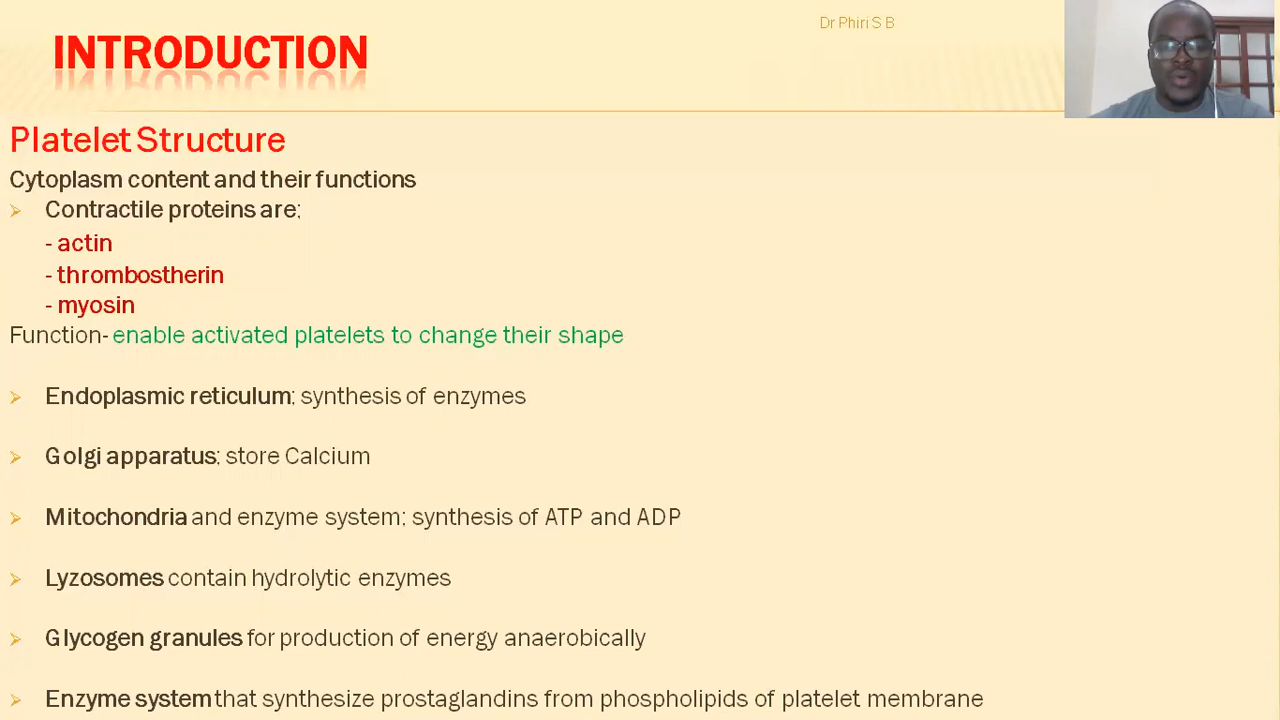 Dr Phiri S B
INTRODUCTION
Platelet Structure
Cytoplasm content and their functions
➢ Contractile proteins are;
- actin
- thrombostherin
- myosin
Function- enable activated platelets to change their shape
➢ Endoplasmic reticulum; synthesis of enzymes
➢ Golgi apparatus; store Calcium
➢ Mitochondria and enzyme system; synthesis of ATP and ADP
➢ Lyzosomes contain hydrolytic enzymes
➢ Glycogen granules for production of energy anaerobically
➢ Enzyme system that synthesize prostaglandins from phospholipids of platelet membrane